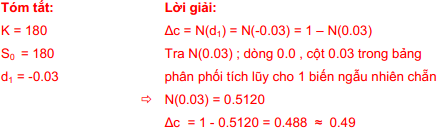 Tóm tắt:
K = 180
S₀ = 180
d₁ = -0.03
Lời giải:
Δc = N(d₁) = N(-0.03) = 1 – N(0.03)
Tra N(0.03) ; dòng 0.0 , cột 0.03 trong bảng
phân phối tích lũy cho 1 biến ngẫu nhiên chẵn
⇨ N(0.03) = 0.5120
Δc = 1 - 0.5120 = 0.488 ≈ 0.49